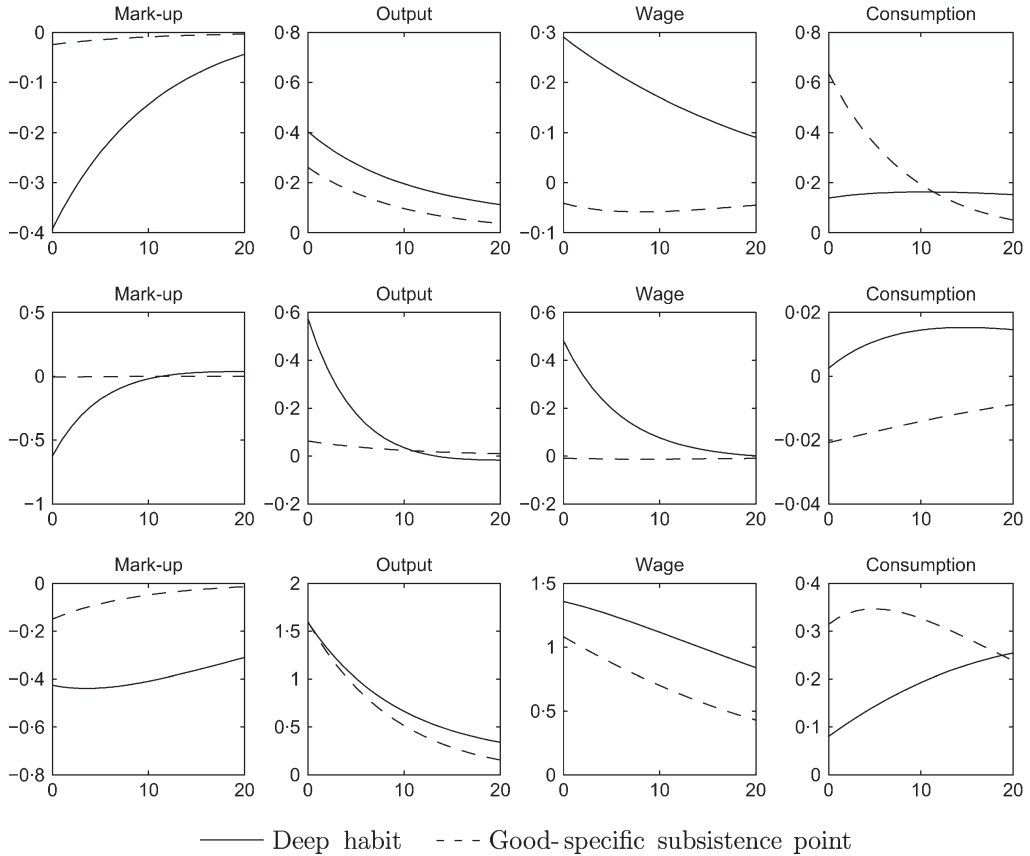 Mark-up Output Wage Consumption
0 0·8 0·3 0·8
−0·1 0·6 0·2 0·6
−0·2 0·4 0·1 0·4
−0·3 0·2 0 0·2
−0·4 0 −0·1 0
0 10 20 0 10 20 0 10 20 0 10 20
Mark-up Output Wage Consumption
0·5 0·6 0·6 0·02
0 0·4 0·4 0
−0·5 0·2 0·2 −0·02
0 0
−1 −0·2 −0·2 −0·04
0 10 20 0 10 20 0 10 20 0 10 20
Mark-up Output Wage Consumption
0 2 1·5 0·4
−0·2 1·5 1 0·3
−0·4 1 0·2
−0·6 0·5 0·5 0·1
−0·8 0 0 0
0 10 20 0 10 20 0 10 20 0 10 20
Deep habit Good-specific subsistence point